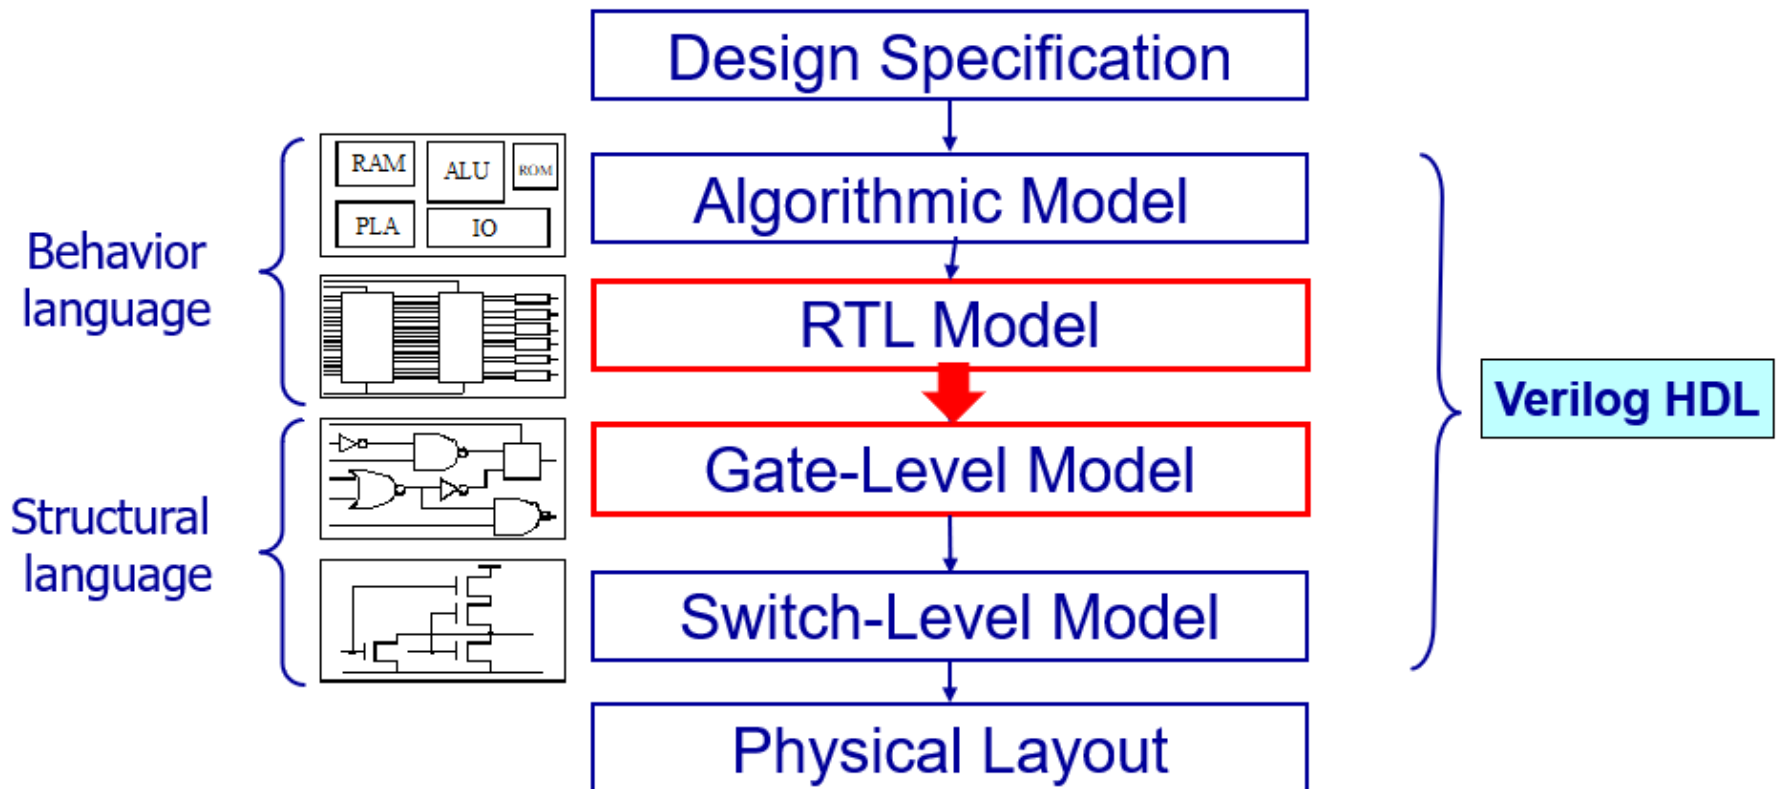 Design Specification
RAM
ALU
ROM
PLA
IO
Algorithmic Model
Behavior
language
RTL Model
Verilog HDL
Gate-Level Model
Structural
language
Switch-Level Model
Physical Layout